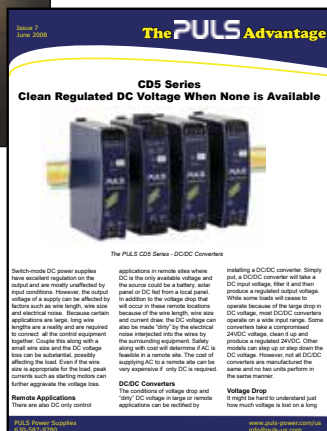 Issue 7
June 2008
The PULS Advantage
CD5 Series
Clean Regulated DC Voltage When None is Available
PULS
PULS
PULS
PULS
The PULS CD5 Series - DC/DC Converters
Switch-mode DC power supplies
have excellent regulation on the
output and are mostly unaffected by
input conditions. However, the output
voltage of a supply can be affected by
factors such as wire length, wire size
and electrical noise. Because certain
applications are large, long wire
lengths are a reality and are required
to connect all the control equipment
together. Couple this along with a
small wire size and the DC voltage
loss can be substantial, possibly
affecting the load. Even if the wire
size is appropriate for the load, peak
currents such as starting motors can
further aggravate the voltage loss.
Remote Applications
There are also DC only control
applications in remote sites where
DC is the only available voltage and
the source could be a battery, solar
panel or DC fed from a local panel.
In addition to the voltage drop that
will occur in these remote locations
because of the wire length, wire size
and current draw, the DC voltage can
also be made "dirty" by the electrical
noise interjected into the wires by
the surrounding equipment. Safety
along with cost will determine if AC is
feasible in a remote site. The cost of
supplying AC to a remote site can be
very expensive if only DC is required.
DC/DC Converters
The conditions of voltage drop and
"dirty" DC voltage in large or remote
applications can be rectified by
installing a DC/DC converter. Simply
put, a DC/DC converter will take a
DC input voltage, filter it and then
produce a regulated output voltage.
While some loads will cease to
operate because of the large drop in
DC voltage, most DC/DC converters
operate on a wide input range. Some
converters take a compromised
24VDC voltage, clean it up and
produce a regulated 24VDC. Other
models can step up or step down the
DC voltage. However, not all DC/DC
converters are manufactured the
same and no two units perform in
the same manner.
Voltage Drop
It might be hard to understand just
how much voltage is lost on a long
PULS Power Supplies
630-587-9780
www.puls-power.com/us
info@puls-us.com